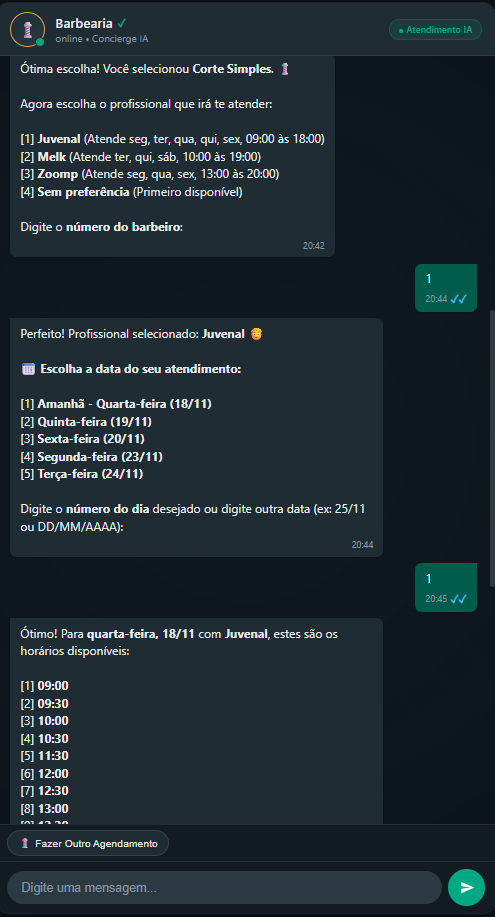 Barbearia ✓
online • Concierge IA
● Atendimento IA
Ótima escolha! Você selecionou Corte Simples. 💈
Agora escolha o profissional que irá te atender:
[1] Juvenal (Atende seg, ter, qua, qui, sex, 09:00 às 18:00)
[2] Melk (Atende ter, qui, sáb, 10:00 às 19:00)
[3] Zoomp (Atende seg, qua, sex, 13:00 às 20:00)
[4] Sem preferência (Primeiro disponível)
Digite o número do barbeiro:
20:42
1
20:44
Perfeito! Profissional selecionado: Juvenal
Escolha a data do seu atendimento:
[1] Amanhã - Quarta-feira (18/11)
[2] Quinta-feira (19/11)
[3] Sexta-feira (20/11)
[4] Segunda-feira (23/11)
[5] Terça-feira (24/11)
Digite o número do dia desejado ou digite outra data (ex: 25/11
ou DD/MM/AAAA):
20:44
1
20:45
Ótimo! Para quarta-feira, 18/11 com Juvenal, estes são os
horários disponíveis:
[1] 09:00
[2] 09:30
[3] 10:00
[4] 10:30
[5] 11:30
[6] 12:00
[7] 12:30
[8] 13:00
💈 Fazer Outro Agendamento
Digite uma mensagem...